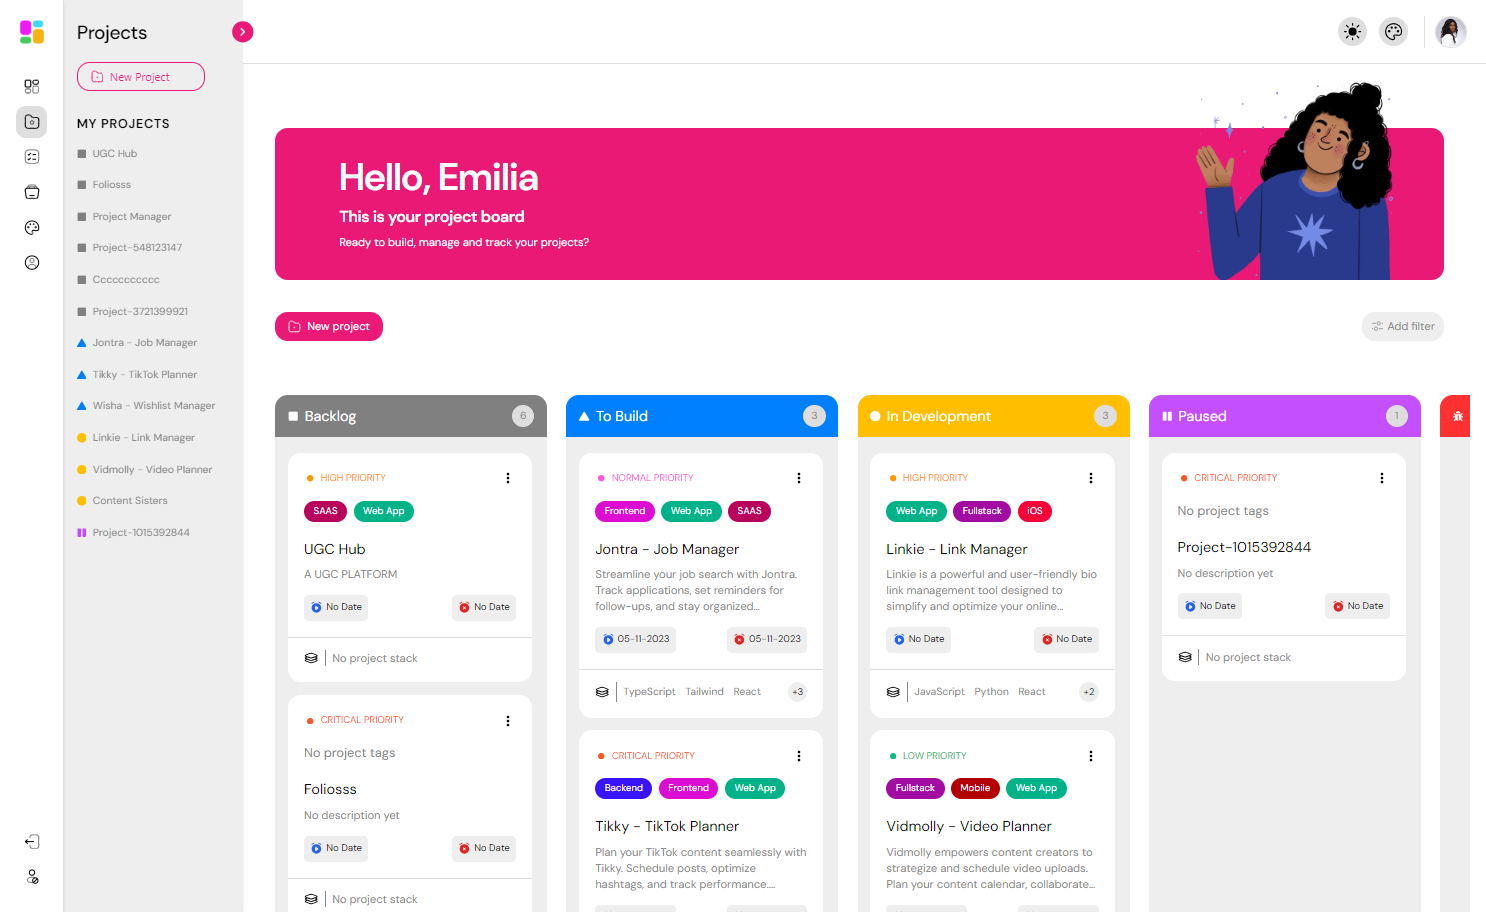 Projects
New Project
MY PROJECTS
UGC Hub
Foliosss
Project Manager
Project-548123147
Ccccccccccc
Project-3721399921
Jontra - Job Manager
Tikky - TikTok Planner
Wisha - Wishlist Manager
Linkie - Link Manager
Vidmolly - Video Planner
Content Sisters
Project-1015392844
Hello, Emilia
This is your project board
Ready to build, manage and track your projects?
New project
Add filter
Backlog 6
HIGH PRIORITY
SAAS Web App
UGC Hub
A UGC PLATFORM
No Date No Date
No project stack
CRITICAL PRIORITY
No project tags
Foliosss
No description yet
No Date No Date
No project stack
To Build 3
NORMAL PRIORITY
Frontend Web App SAAS
Jontra - Job Manager
Streamline your job search with Jontra.
Track applications, set reminders for
follow-ups, and stay organized...
05-11-2023 05-11-2023
TypeScript Tailwind React +3
CRITICAL PRIORITY
Backend Frontend Web App
Tikky - TikTok Planner
Plan your TikTok content seamlessly with
Tikky. Schedule posts, optimize
hashtags, and track performance....
In Development 3
HIGH PRIORITY
Web App Fullstack iOS
Linkie - Link Manager
Linkie is a powerful and user-friendly bio
link management tool designed to
simplify and optimize your online...
No Date No Date
JavaScript Python React +2
LOW PRIORITY
Fullstack Mobile Web App
Vidmolly - Video Planner
Vidmolly empowers content creators to
strategize and schedule video uploads.
Plan your content calendar, collaborate...
Paused 1
CRITICAL PRIORITY
No project tags
Project-1015392844
No description yet
No Date No Date
No project stack